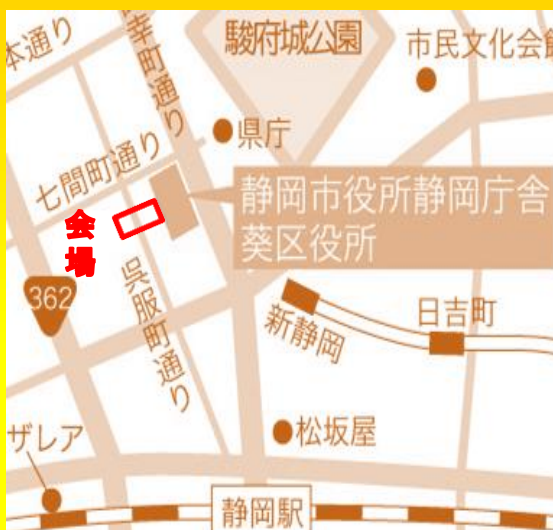 本通り
幸町通り
駿府城公園
市民文化会館
県庁
七間町通り
会場
静岡市役所静岡庁舎
葵区役所
362
呉服町通り
新静岡
日吉町
ザレア
松坂屋
静岡駅